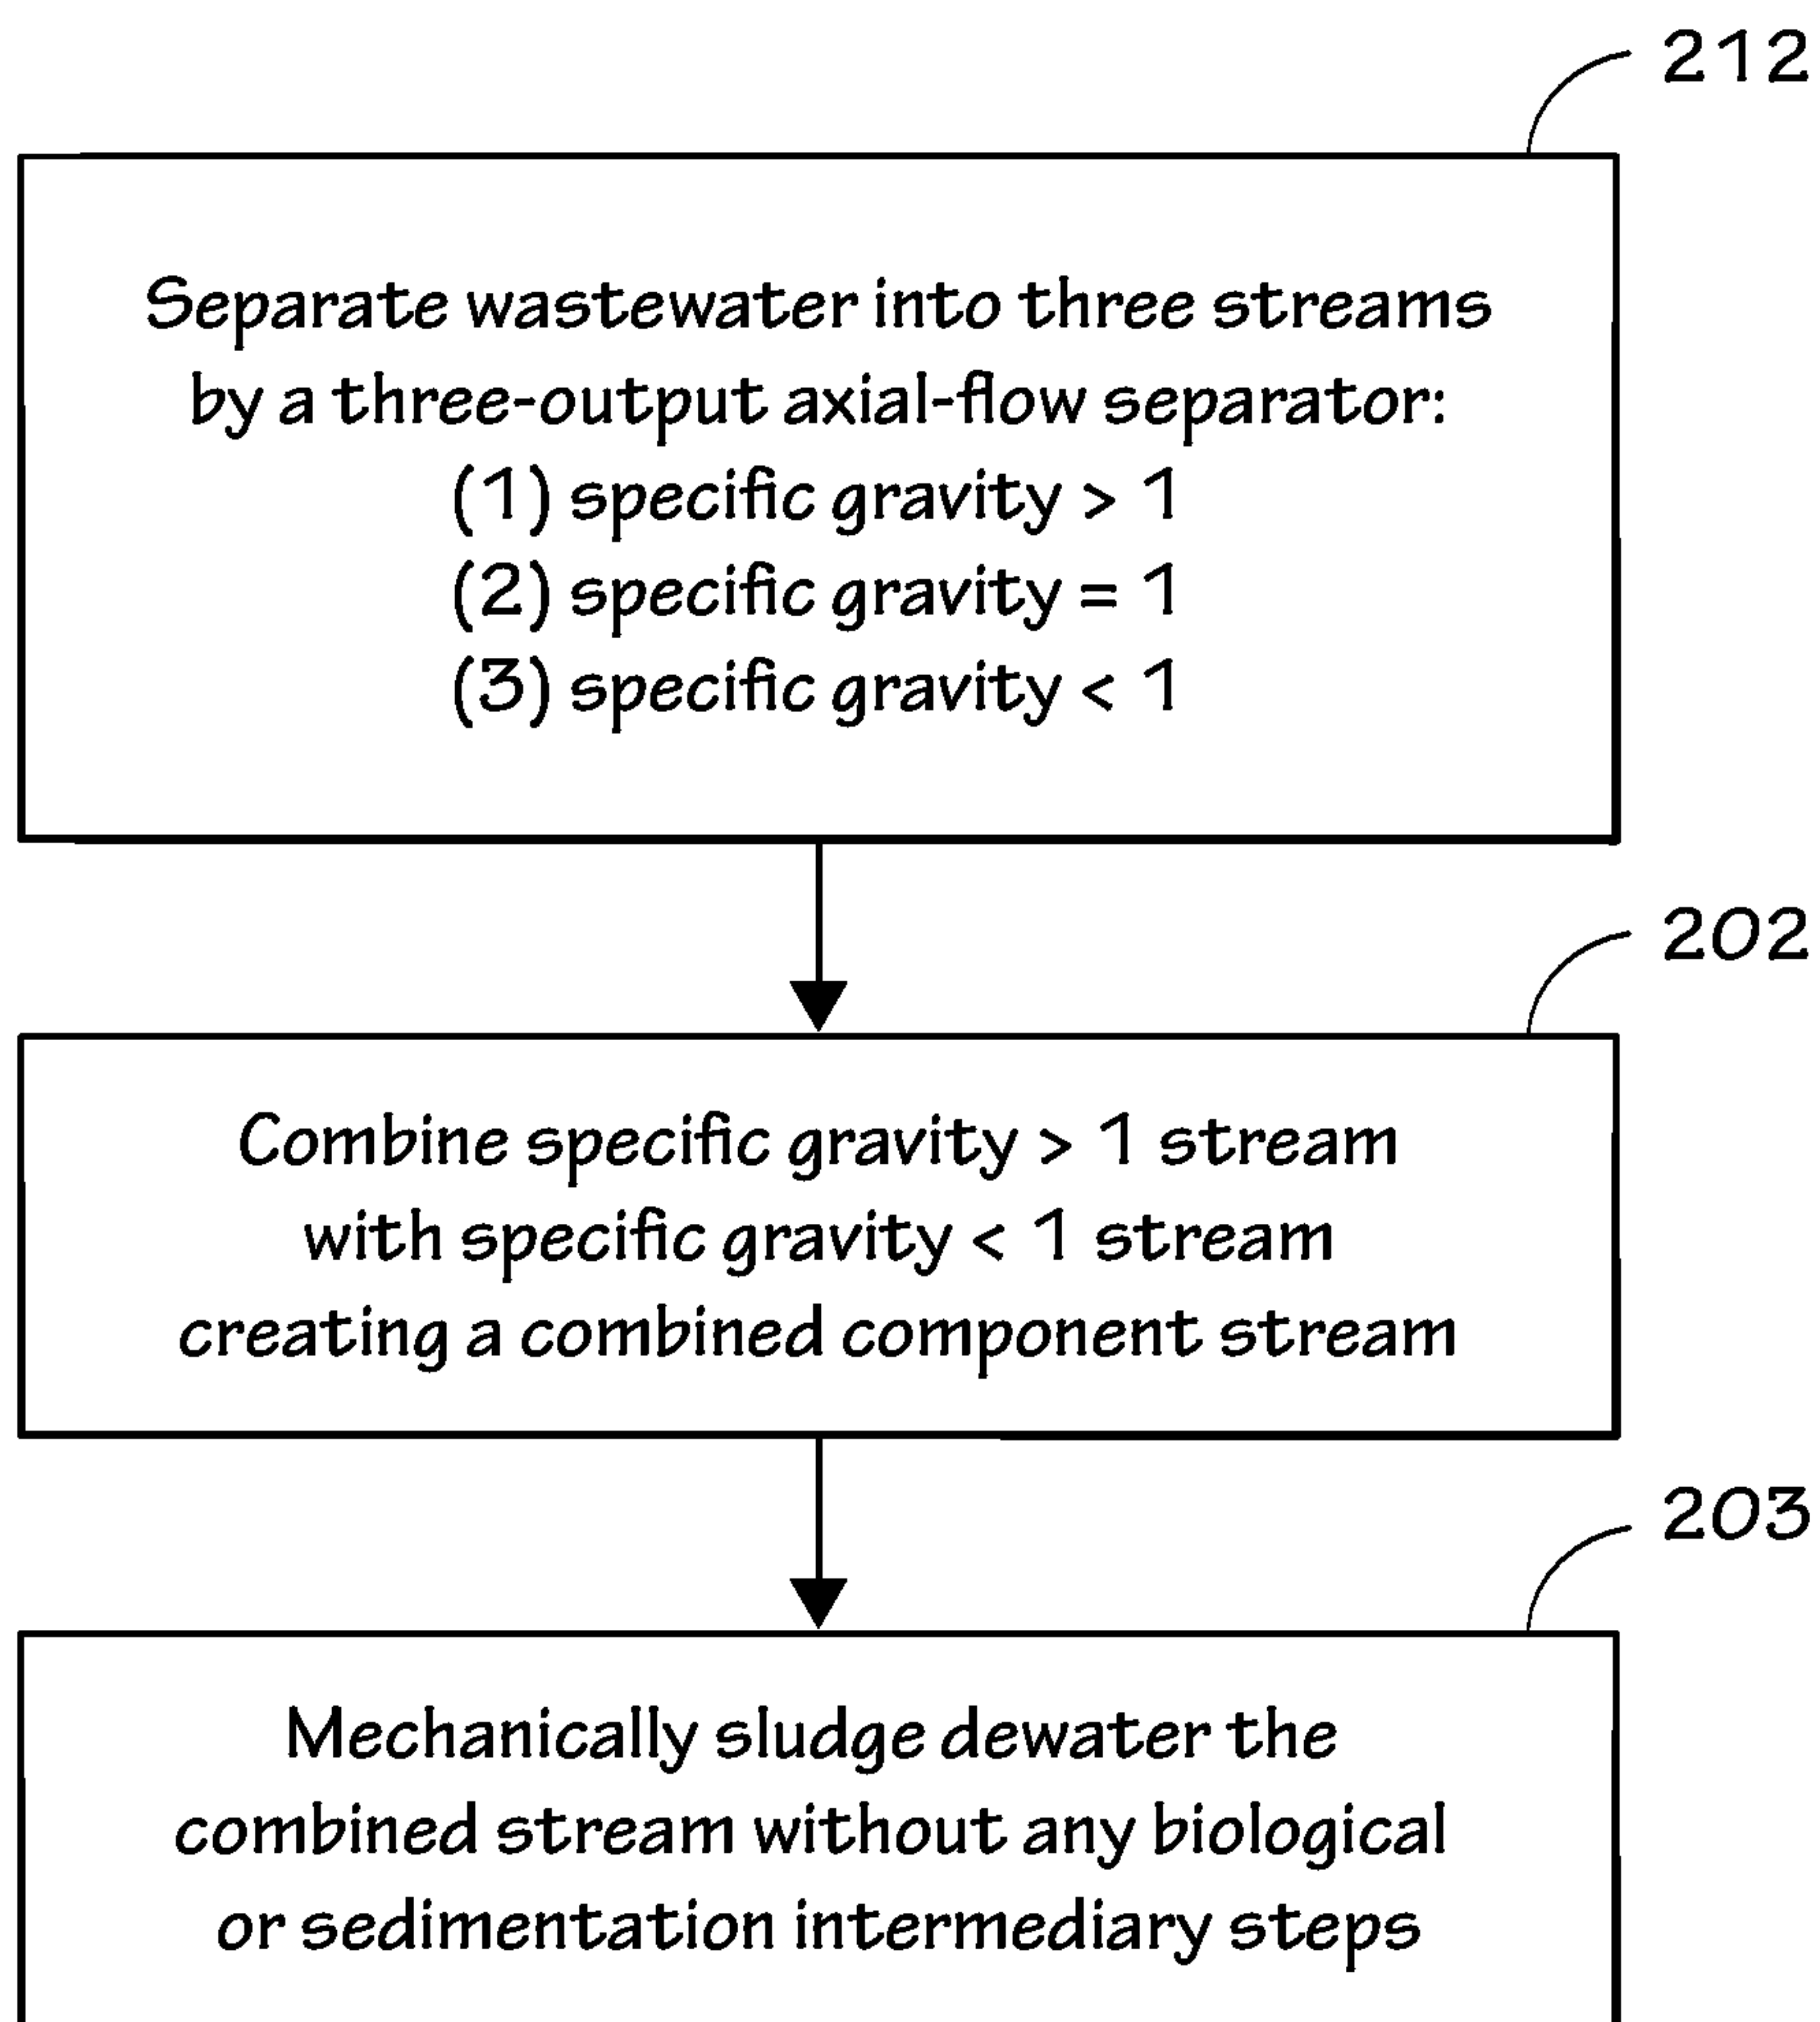 212
Separate wastewater into three streams
by a three-output axial-flow separator:
(1) specific gravity > 1
(2) specific gravity = 1
(3) specific gravity < 1
202
Combine specific gravity > 1 stream
with specific gravity < 1 stream
creating a combined component stream
203
Mechanically sludge dewater the
combined stream without any biological
or sedimentation intermediary steps